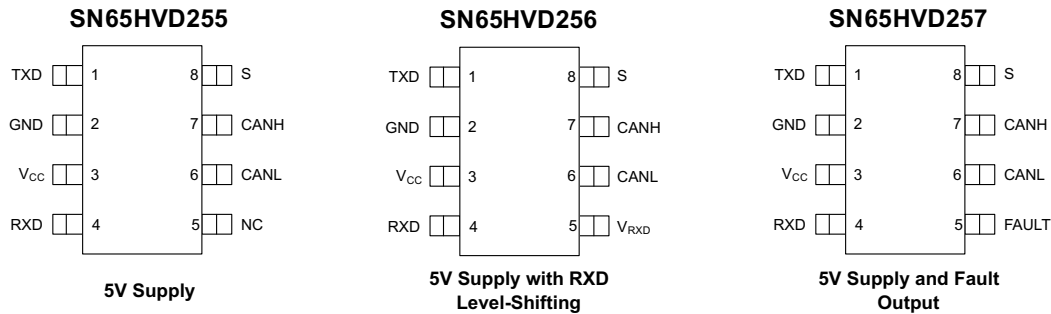 SN65HVD255
TXD 1 8 S
GND 2 7 CANH
VCC 3 6 CANL
RXD 4 5 NC
5V Supply
SN65HVD256
TXD 1 8 S
GND 2 7 CANH
VCC 3 6 CANL
RXD 4 5 VRXD
5V Supply with RXD
Level-Shifting
SN65HVD257
TXD 1 8 S
GND 2 7 CANH
VCC 3 6 CANL
RXD 4 5 FAULT
5V Supply and Fault
Output